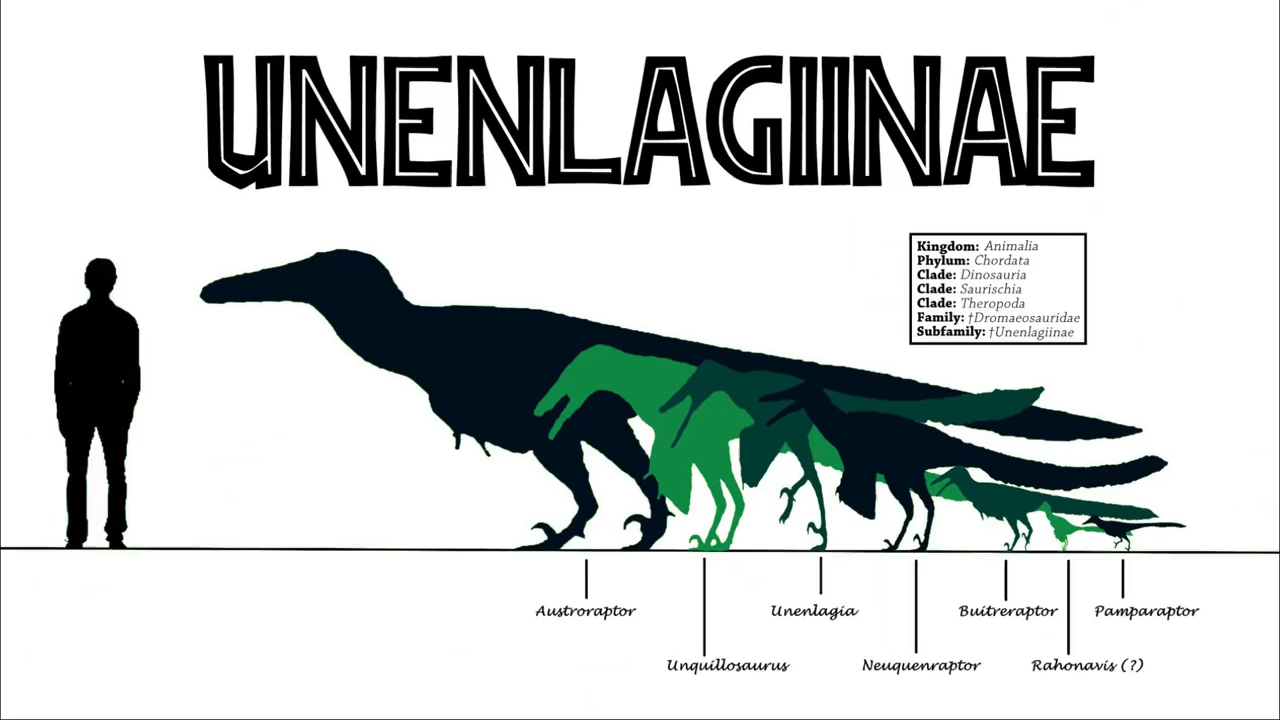 UNENLAGIINAE
Kingdom: Animalia
Phylum: Chordata
Clade: Dinosauria
Clade: Saurischia
Clade: Theropoda
Family: †Dromaeosauridae
Subfamily: †Unenlagiinae
Austroraptor
Unenlagia
Buitreraptor
Pamparaptor
Unquillosaurus
Neuquenraptor
Rahonavis (?)